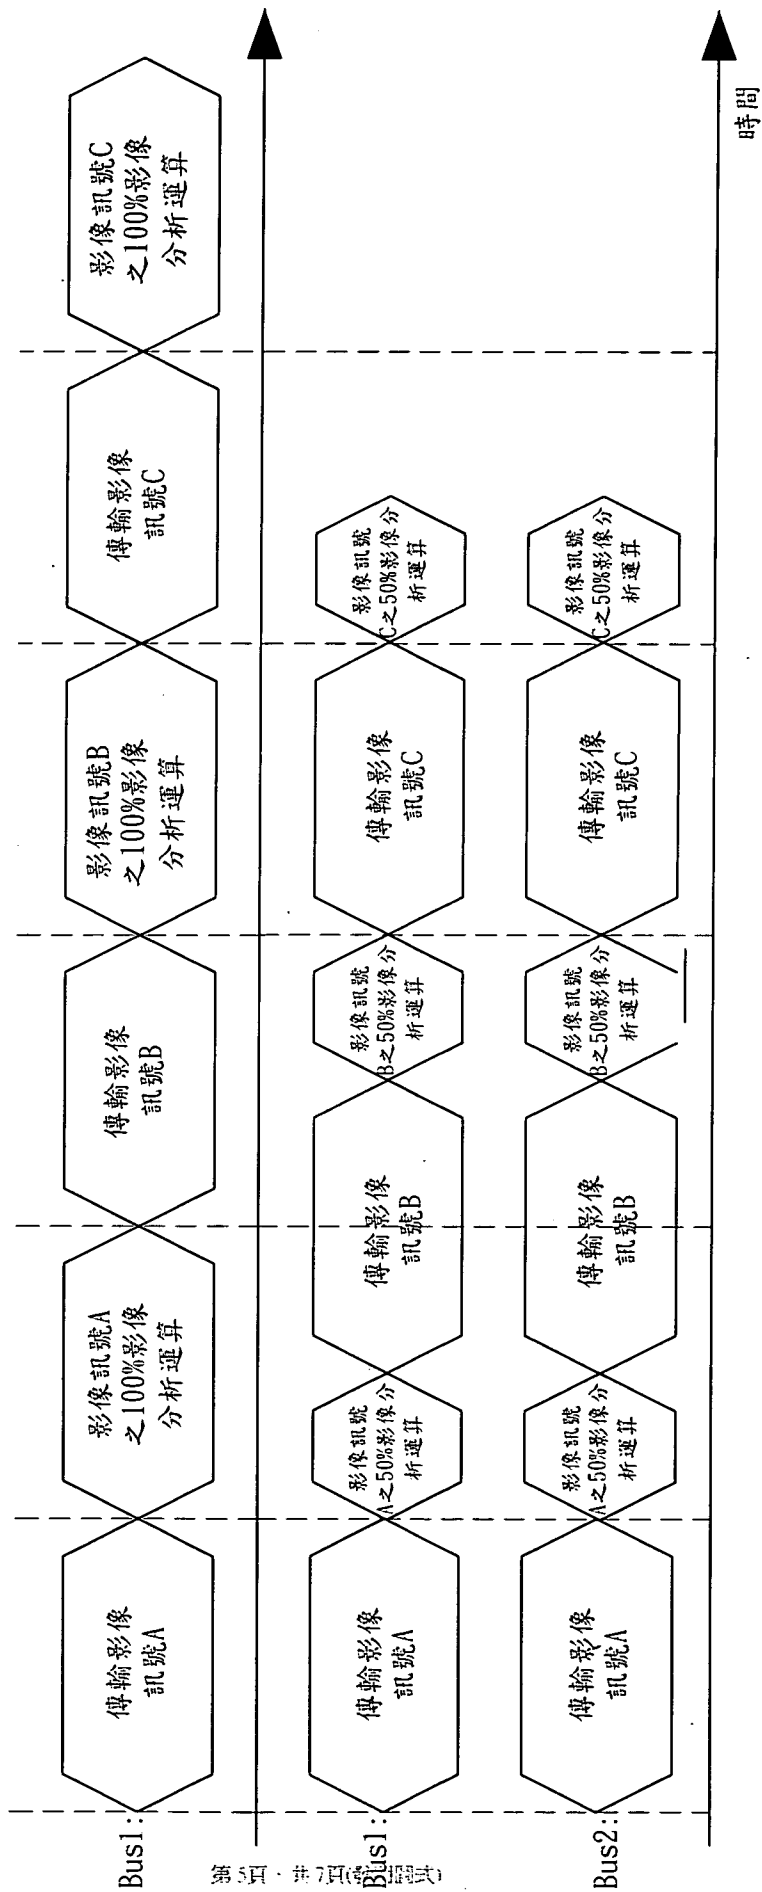 Bus1:
傳輸影像
訊號A
影像訊號A
之100%影像
分析運算
傳輸影像
訊號B
影像訊號B
之100%影像
分析運算
傳輸影像
訊號C
影像訊號C
之100%影像
分析運算
Bus1:
傳輸影像
訊號A
影像訊號
A之50%影像分
析運算
傳輸影像
訊號B
影像訊號
B之50%影像分
析運算
傳輸影像
訊號C
影像訊號
C之50%影像分
析運算
Bus2:
傳輸影像
訊號A
影像訊號
A之50%影像分
析運算
傳輸影像
訊號B
影像訊號
B之50%影像分
析運算
傳輸影像
訊號C
影像訊號
C之50%影像分
析運算
時間
第5頁‧共7頁(